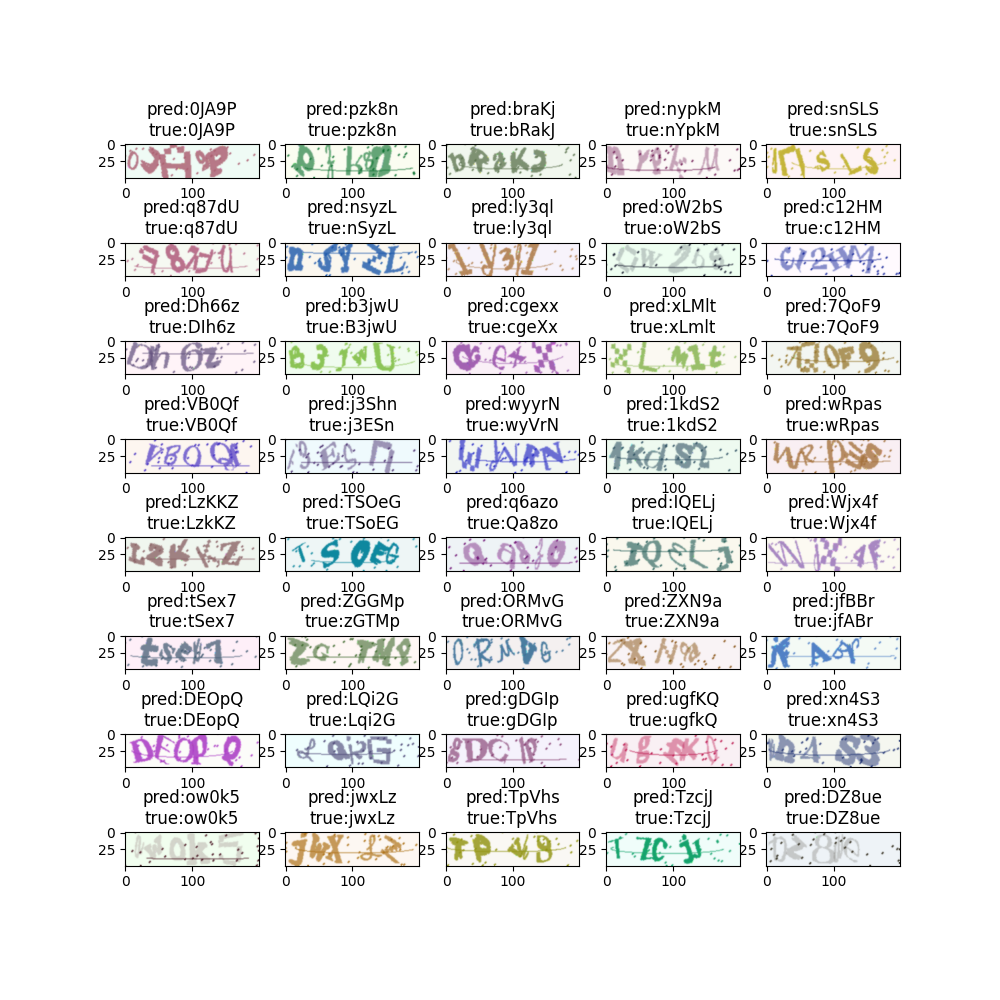 pred:0JA9P pred:pzk8n pred:braKj pred:nypkM pred:snSLS
true:0JA9P true:pzk8n true:bRakJ true:nYpkM true:snSLS
0 0 0 0 0
25 25 25 25 25
0 100 0 100 0 100 0 100 0 100
pred:q87dU pred:nsyzL pred:ly3ql pred:oW2bS pred:c12HM
true:q87dU true:nSyzL true:ly3ql true:oW2bS true:c12HM
0 0 0 0 0
25 25 25 25 25
0 100 0 100 0 100 0 100 0 100
pred:Dh66z pred:b3jwU pred:cgexx pred:xLMlt pred:7QoF9
true:DIh6z true:B3jwU true:cgeXx true:xLmlt true:7QoF9
0 0 0 0 0
25 25 25 25 25
0 100 0 100 0 100 0 100 0 100
pred:VB0Qf pred:j3Shn pred:wyyrN pred:1kdS2 pred:wRpas
true:VB0Qf true:j3ESn true:wyVrN true:1kdS2 true:wRpas
0 0 0 0 0
25 25 25 25 25
0 100 0 100 0 100 0 100 0 100
pred:LzKKZ pred:TSOeG pred:q6azo pred:IQELj pred:Wjx4f
true:LzkKZ true:TSoEG true:Qa8zo true:IQELj true:Wjx4f
0 0 0 0 0
25 25 25 25 25
0 100 0 100 0 100 0 100 0 100
pred:tSex7 pred:ZGGMp pred:ORMvG pred:ZXN9a pred:jfBBr
true:tSex7 true:zGTMp true:ORMvG true:ZXN9a true:jfABr
0 0 0 0 0
25 25 25 25 25
0 100 0 100 0 100 0 100 0 100
pred:DEOpQ pred:LQi2G pred:gDGIp pred:ugfKQ pred:xn4S3
true:DEopQ true:Lqi2G true:gDGIp true:ugfkQ true:xn4S3
0 0 0 0 0
25 25 25 25 25
0 100 0 100 0 100 0 100 0 100
pred:ow0k5 pred:jwxLz pred:TpVhs pred:TzcjJ pred:DZ8ue
true:ow0k5 true:jwxLz true:TpVhs true:TzcjJ true:DZ8ue
0 0 0 0 0
25 25 25 25 25
0 100 0 100 0 100 0 100 0 100